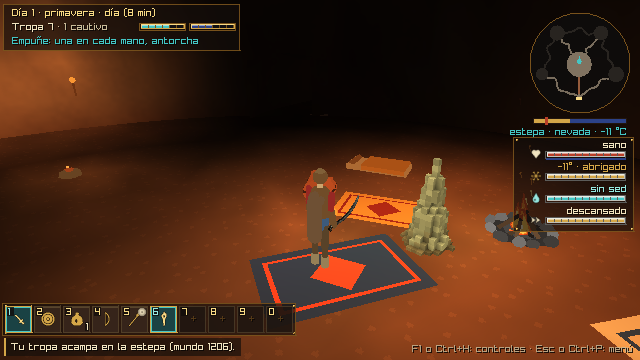 Día 1 · primavera · día (8 min)
Tropa 7 · 1 cautivo
Empuñe: una en cada mano, antorcha
estepa · nevada · -11 °C
sano
-11° · abrigado
sin sed
descansado
1 2 3 4 5 6 7 8 9 0
1
Tu tropa acampa en la estepa (mundo 1206).
F1 o Ctrl+H: controles · Esc o Ctrl+P: menú